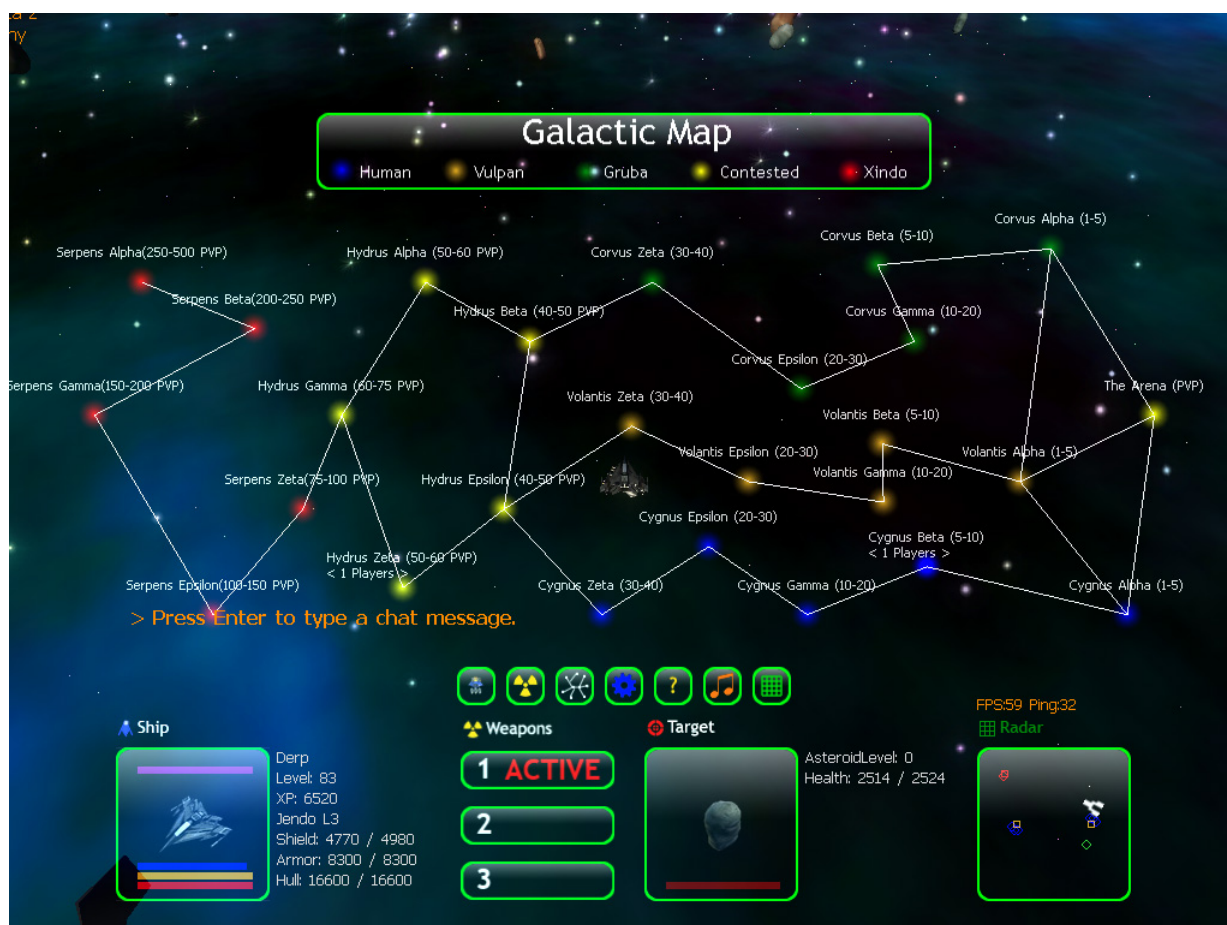 ta 2
ny
Galactic Map
Human Vulpan Gruba Contested Xindo
Corvus Alpha (1-5)
Corvus Beta (5-10)
Serpens Alpha(250-500 PVP)
Hydrus Alpha (50-60 PVP)
Corvus Zeta (30-40)
Serpens Beta(200-250 PVP)
Hydrus Beta (40-50 PVP)
Corvus Gamma (10-20)
Corvus Epsilon (20-30)
Serpens Gamma(150-200 PVP)
Hydrus Gamma (60-75 PVP)
The Arena (PVP)
Volantis Zeta (30-40)
Volantis Beta (5-10)
Volantis Epsilon (20-30)
Volantis Alpha (1-5)
Volantis Gamma (10-20)
Serpens Zeta(75-100 PVP)
Hydrus Epsilon (40-50 PVP)
Cygnus Epsilon (20-30)
Cygnus Beta (5-10)
< 1 Players >
Hydrus Zeta (50-60 PVP)
< 1 Players >
Serpens Epsilon(100-150 PVP)
Cygnus Zeta (30-40)
Cygnus Gamma (10-20)
Cygnus Alpha (1-5)
> Press Enter to type a chat message.
?
FPS:59 Ping:32
Ship
Weapons
Target
Radar
Derp
Level: 83
XP: 6520
Jendo L3
Shield: 4770 / 4980
Armor: 8300 / 8300
Hull: 16600 / 16600
1 ACTIVE
2
3
AsteroidLevel: 0
Health: 2514 / 2524